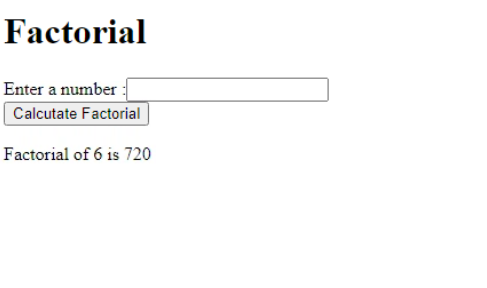 Factorial
Enter a number :
Calcutate Factorial
Factorial of 6 is 720